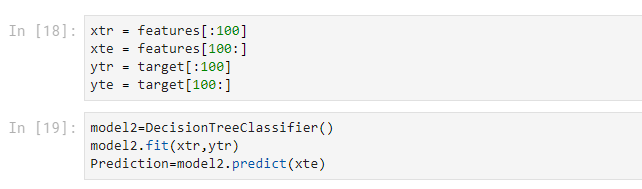 In [18]: xtr = features[:100]
xte = features[100:]
ytr = target[:100]
yte = target[100:]
In [19]: model2=DecisionTreeClassifier()
model2.fit(xtr,ytr)
Prediction=model2.predict(xte)